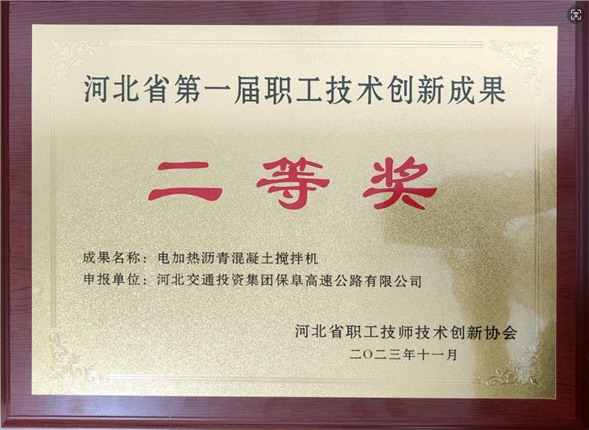 河北省第一届职工技术创新成果
二等奖
成果名称：电加热沥青混凝土搅拌机
申报单位：河北交通投资集团保阜高速公路有限公司
河北省职工技师技术创新协会
二〇二三年十一月